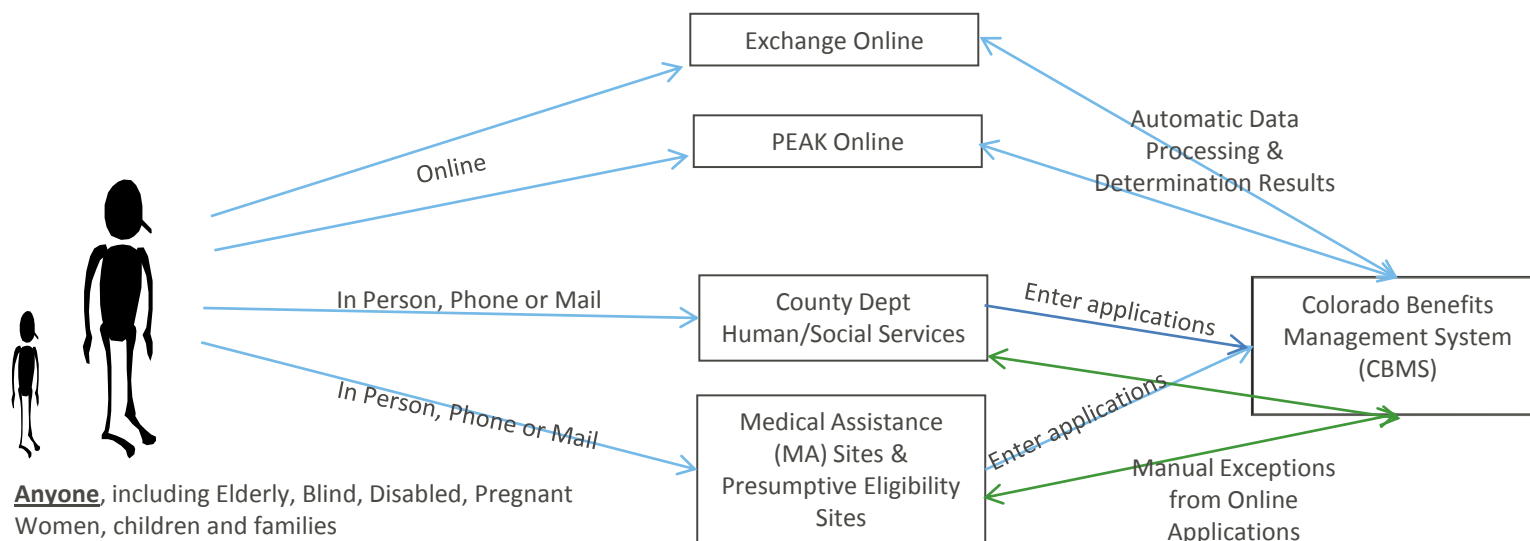 Exchange Online
PEAK Online
Online
Automatic Data
Processing &
Determination Results
In Person, Phone or Mail
County Dept
Human/Social Services
Enter applications
Colorado Benefits
Management System
(CBMS)
In Person, Phone or Mail
Medical Assistance
(MA) Sites &
Presumptive Eligibility
Sites
Enter applications
Manual Exceptions
from Online
Applications
Anyone, including Elderly, Blind, Disabled, Pregnant
Women, children and families